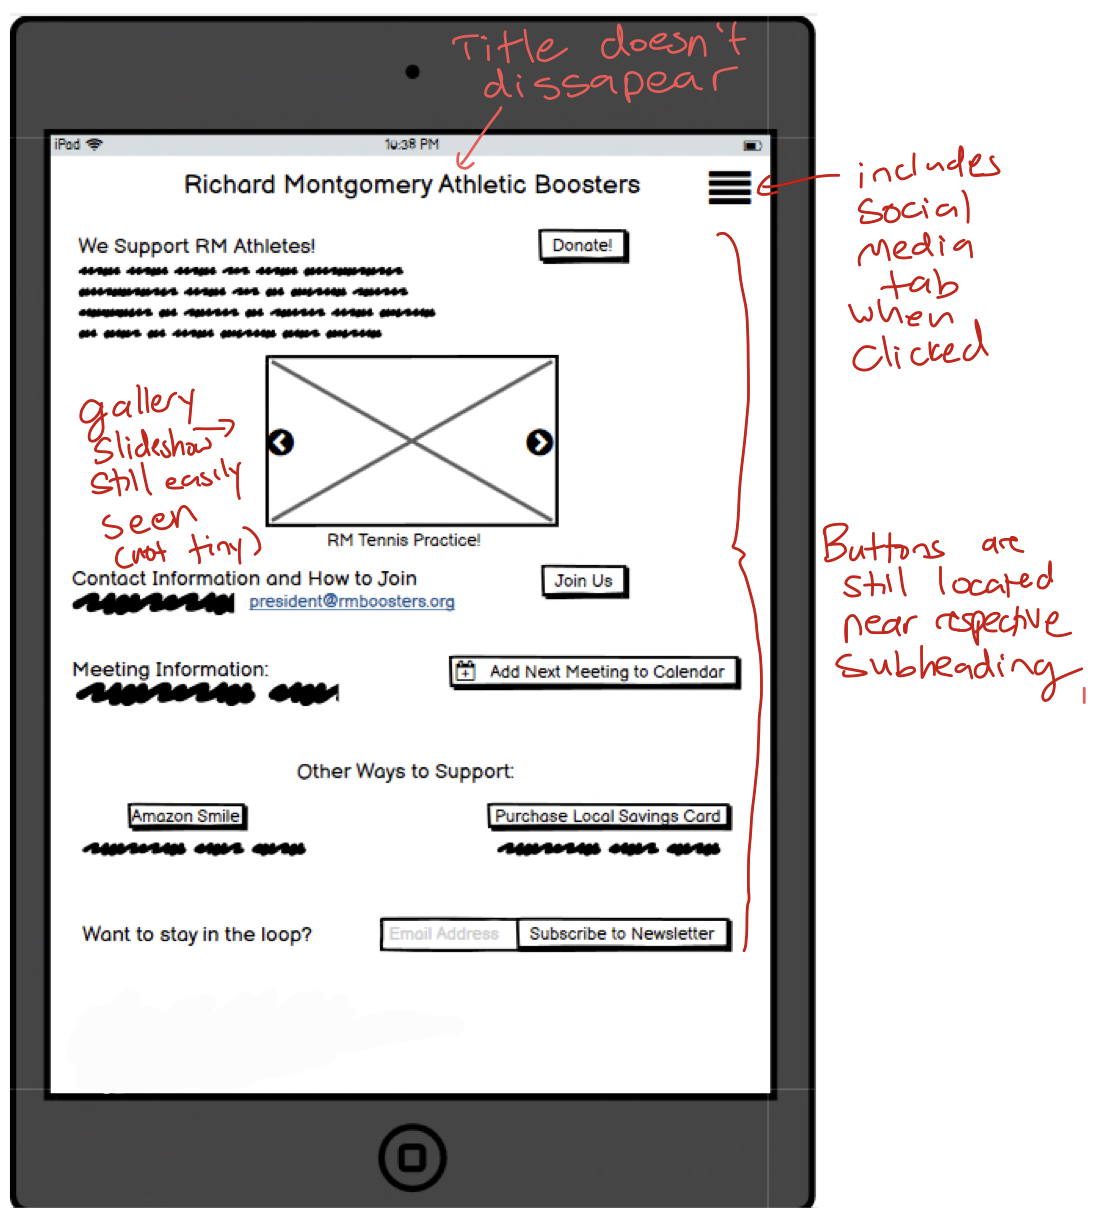 Title doesn't
dissapear
iPad
10:38 PM
Richard Montgomery Athletic Boosters
includes
social
media
tab
when
clicked
We Support RM Athletes!
Donate!
gallery
slideshow
still easily
seen
(not tiny)
RM Tennis Practice!
Contact Information and How to Join
Join Us
president@rmboosters.org
Buttons are
still located
near respective
subheading
Meeting Information:
Add Next Meeting to Calendar
Other Ways to Support:
Amazon Smile
Purchase Local Savings Card
Want to stay in the loop?
Email Address
Subscribe to Newsletter